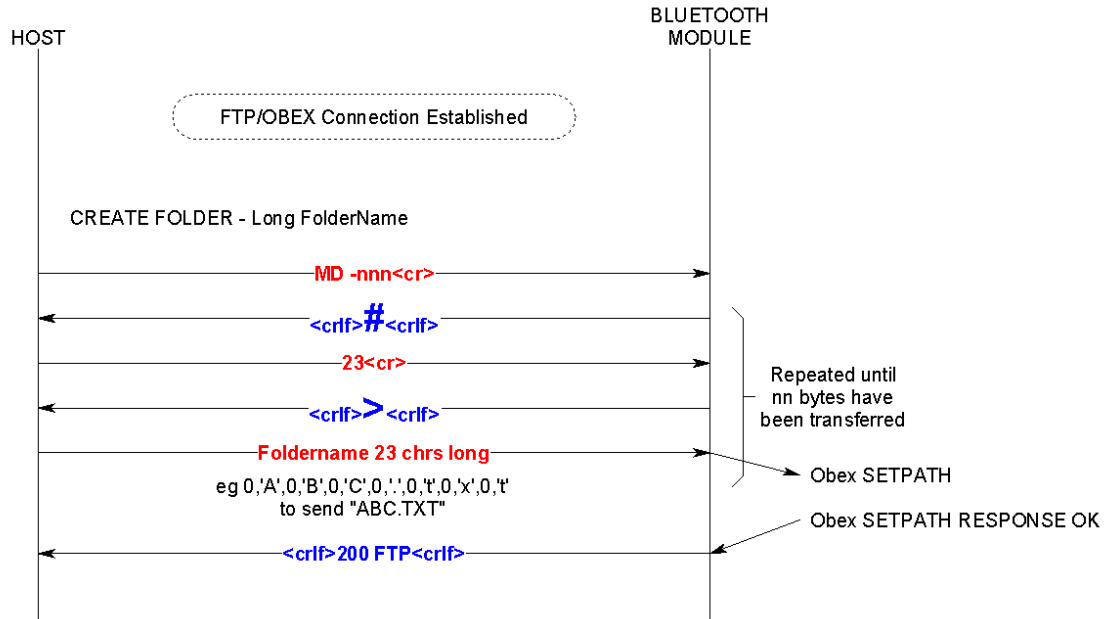 HOST
BLUETOOTH
MODULE
FTP/OBEX Connection Established
CREATE FOLDER - Long FolderName
MD -nnn<cr>
<crlf>#<crlf>
23<cr>
<crlf>><crlf>
Repeated until
nn bytes have
been transferred
Foldername 23 chrs long
Obex SETPATH
eg 0,'A',0,'B',0,'C',0,'.',0,'t',0,'x',0,'t'
to send "ABC.TXT"
Obex SETPATH RESPONSE OK
<crlf>200 FTP<crlf>